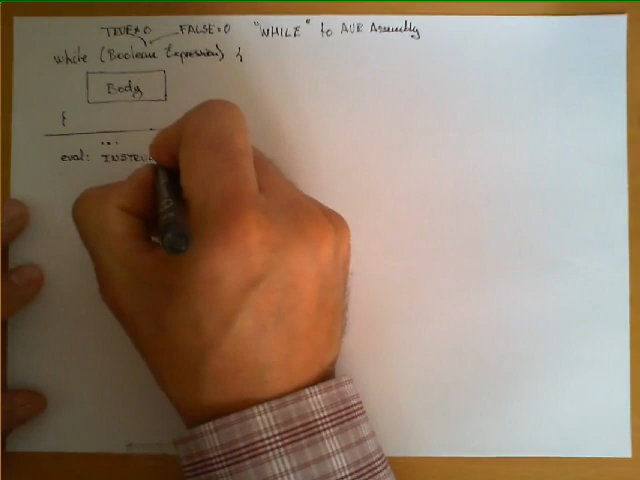 TRUE≠0 FALSE=0 "WHILE" to AVR Assembly
while (Boolean Expression) {
Body
}
...
eval: